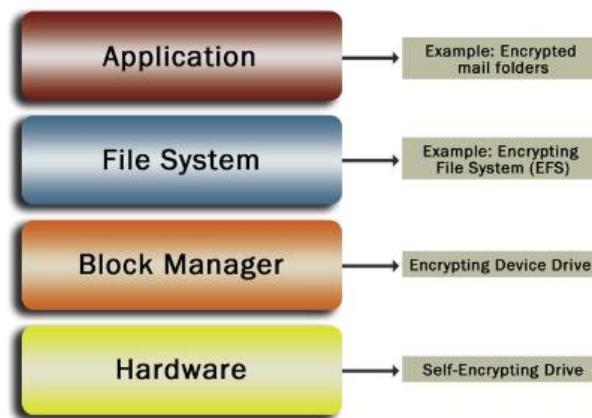 Application
Example: Encrypted
mail folders
File System
Example: Encrypting
File System (EFS)
Block Manager
Encrypting Device Drive
Hardware
Self-Encrypting Drive